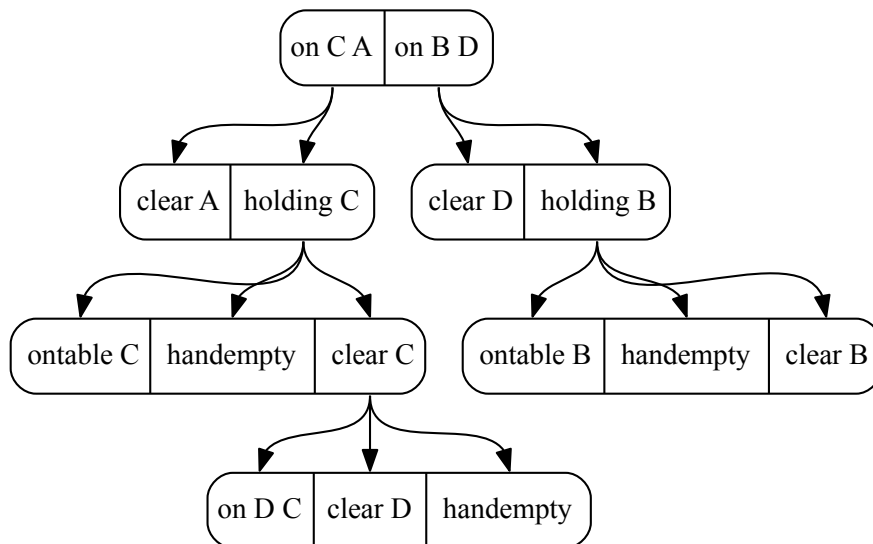 on C A
on B D
clear A
holding C
clear D
holding B
ontable C
handempty
clear C
ontable B
handempty
clear B
on D C
clear D
handempty